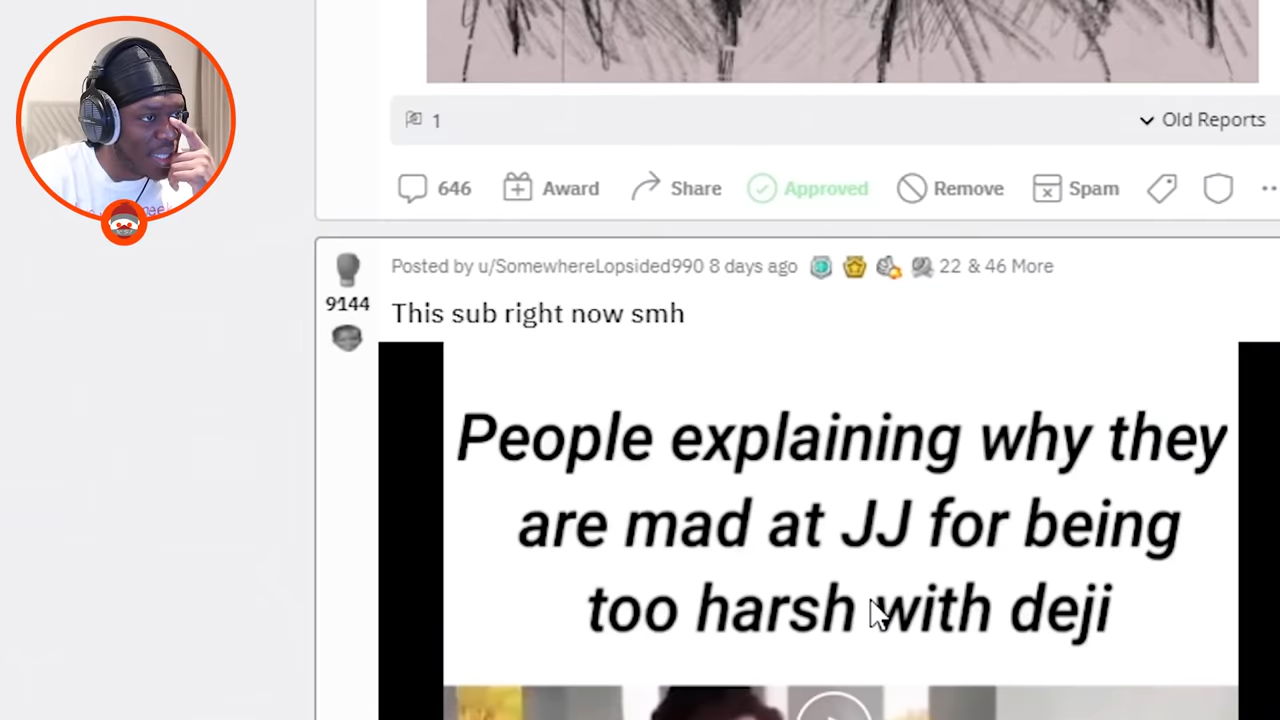 1
Old Reports
646 Award Share Approved Remove Spam
Posted by u/SomewhereLopsided990 8 days ago 22 & 46 More
9144
This sub right now smh
People explaining why they
are mad at JJ for being
too harsh with deji